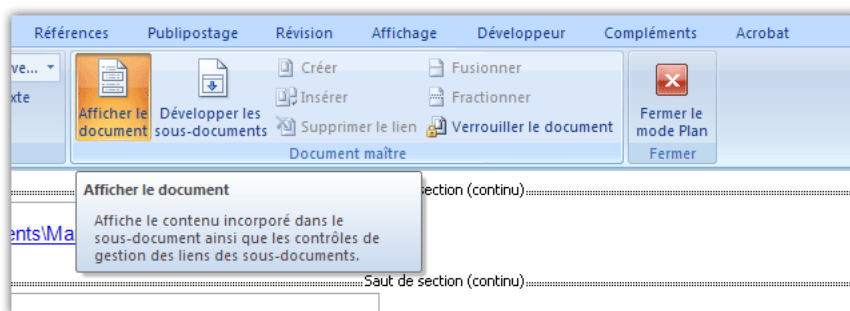 Références Publipostage Révision Affichage Développeur Compléments Acrobat
ve... Créer Fusionner
xte Insérer Fractionner
Afficher le document Développer les sous-documents Supprimer le lien Verrouiller le document Fermer le mode Plan
Document maître Fermer
Afficher le document
section (continu)
Affiche le contenu incorporé dans le
ents\Ma
sous-document ainsi que les contrôles de
gestion des liens des sous-documents.
Saut de section (continu)